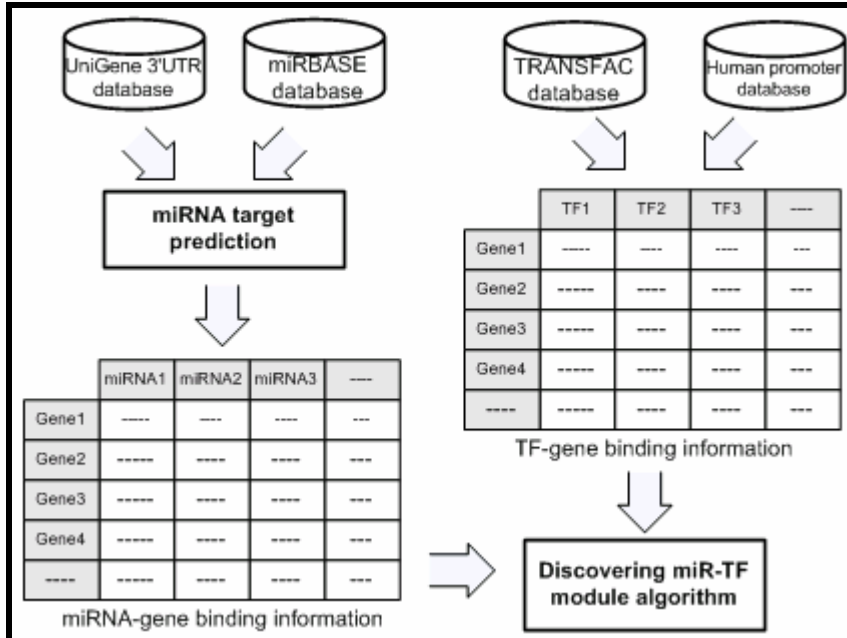 UniGene 3'UTR
database
miRBASE
database
TRANSFAC
database
Human promoter
database
miRNA target
prediction
TF1 TF2 TF3 ----
Gene1 ----- ---- ---- ---
Gene2 ----- ---- ---- ---
Gene3 ----- ---- ---- ---
Gene4 ----- ---- ---- ---
---- ----- ---- ---- ---
TF-gene binding information
miRNA1 miRNA2 miRNA3 ----
Gene1 ----- ---- ---- ---
Gene2 ----- ---- ---- ---
Gene3 ----- ---- ---- ---
Gene4 ----- ---- ---- ---
---- ----- ---- ---- ---
miRNA-gene binding information
Discovering miR-TF
module algorithm